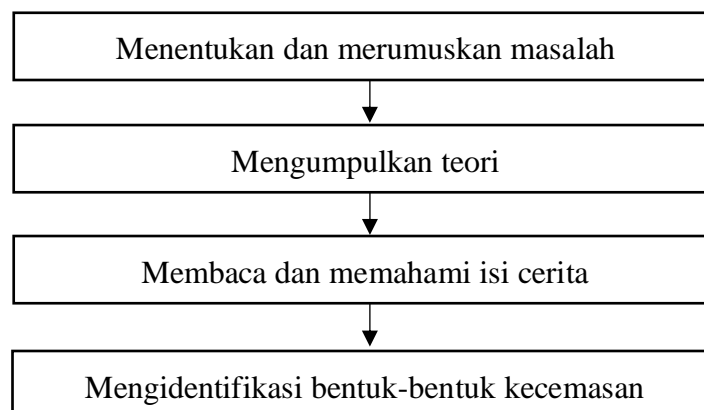 Menentukan dan merumuskan masalah
Mengumpulkan teori
Membaca dan memahami isi cerita
Mengidentifikasi bentuk-bentuk kecemasan